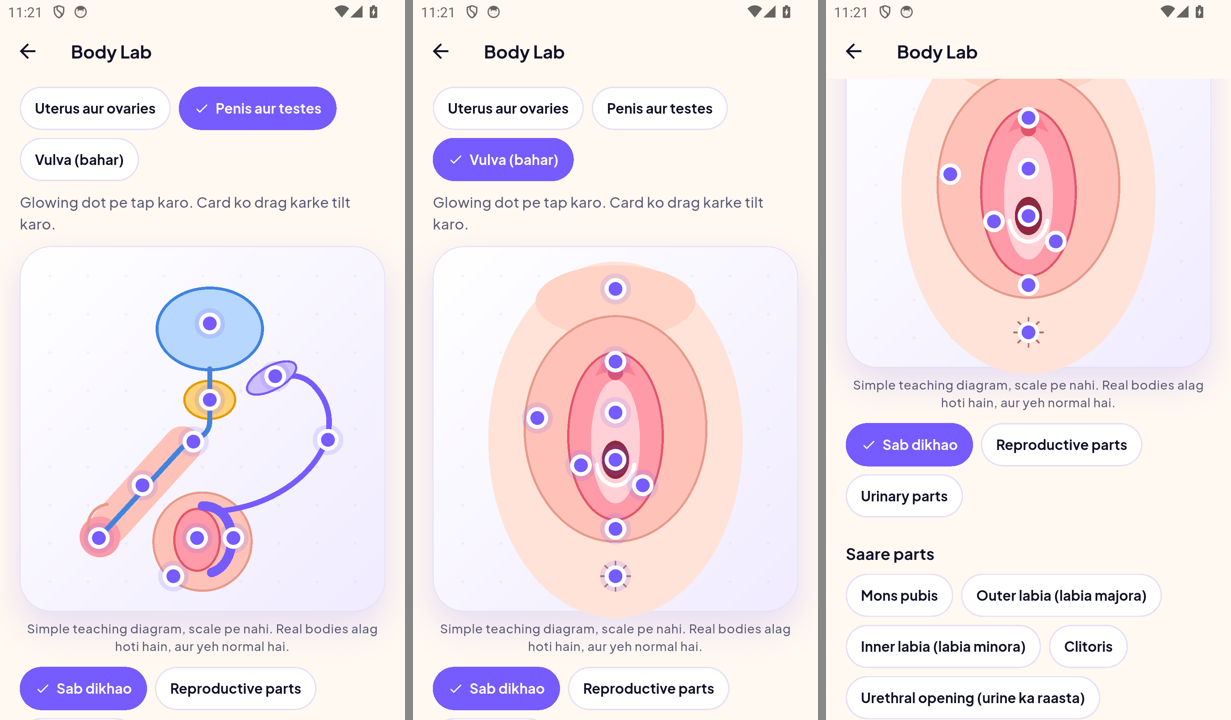 11:21
Body Lab
Uterus aur ovaries
Penis aur testes
Vulva (bahar)
Glowing dot pe tap karo. Card ko drag karke tilt
karo.
Simple teaching diagram, scale pe nahi. Real bodies alag
hoti hain, aur yeh normal hai.
Sab dikhao
Reproductive parts
11:21
Body Lab
Uterus aur ovaries
Penis aur testes
Vulva (bahar)
Glowing dot pe tap karo. Card ko drag karke tilt
karo.
Simple teaching diagram, scale pe nahi. Real bodies alag
hoti hain, aur yeh normal hai.
Sab dikhao
Reproductive parts
11:21
Body Lab
Simple teaching diagram, scale pe nahi. Real bodies alag
hoti hain, aur yeh normal hai.
Sab dikhao
Reproductive parts
Urinary parts
Saare parts
Mons pubis
Outer labia (labia majora)
Inner labia (labia minora)
Clitoris
Urethral opening (urine ka raasta)